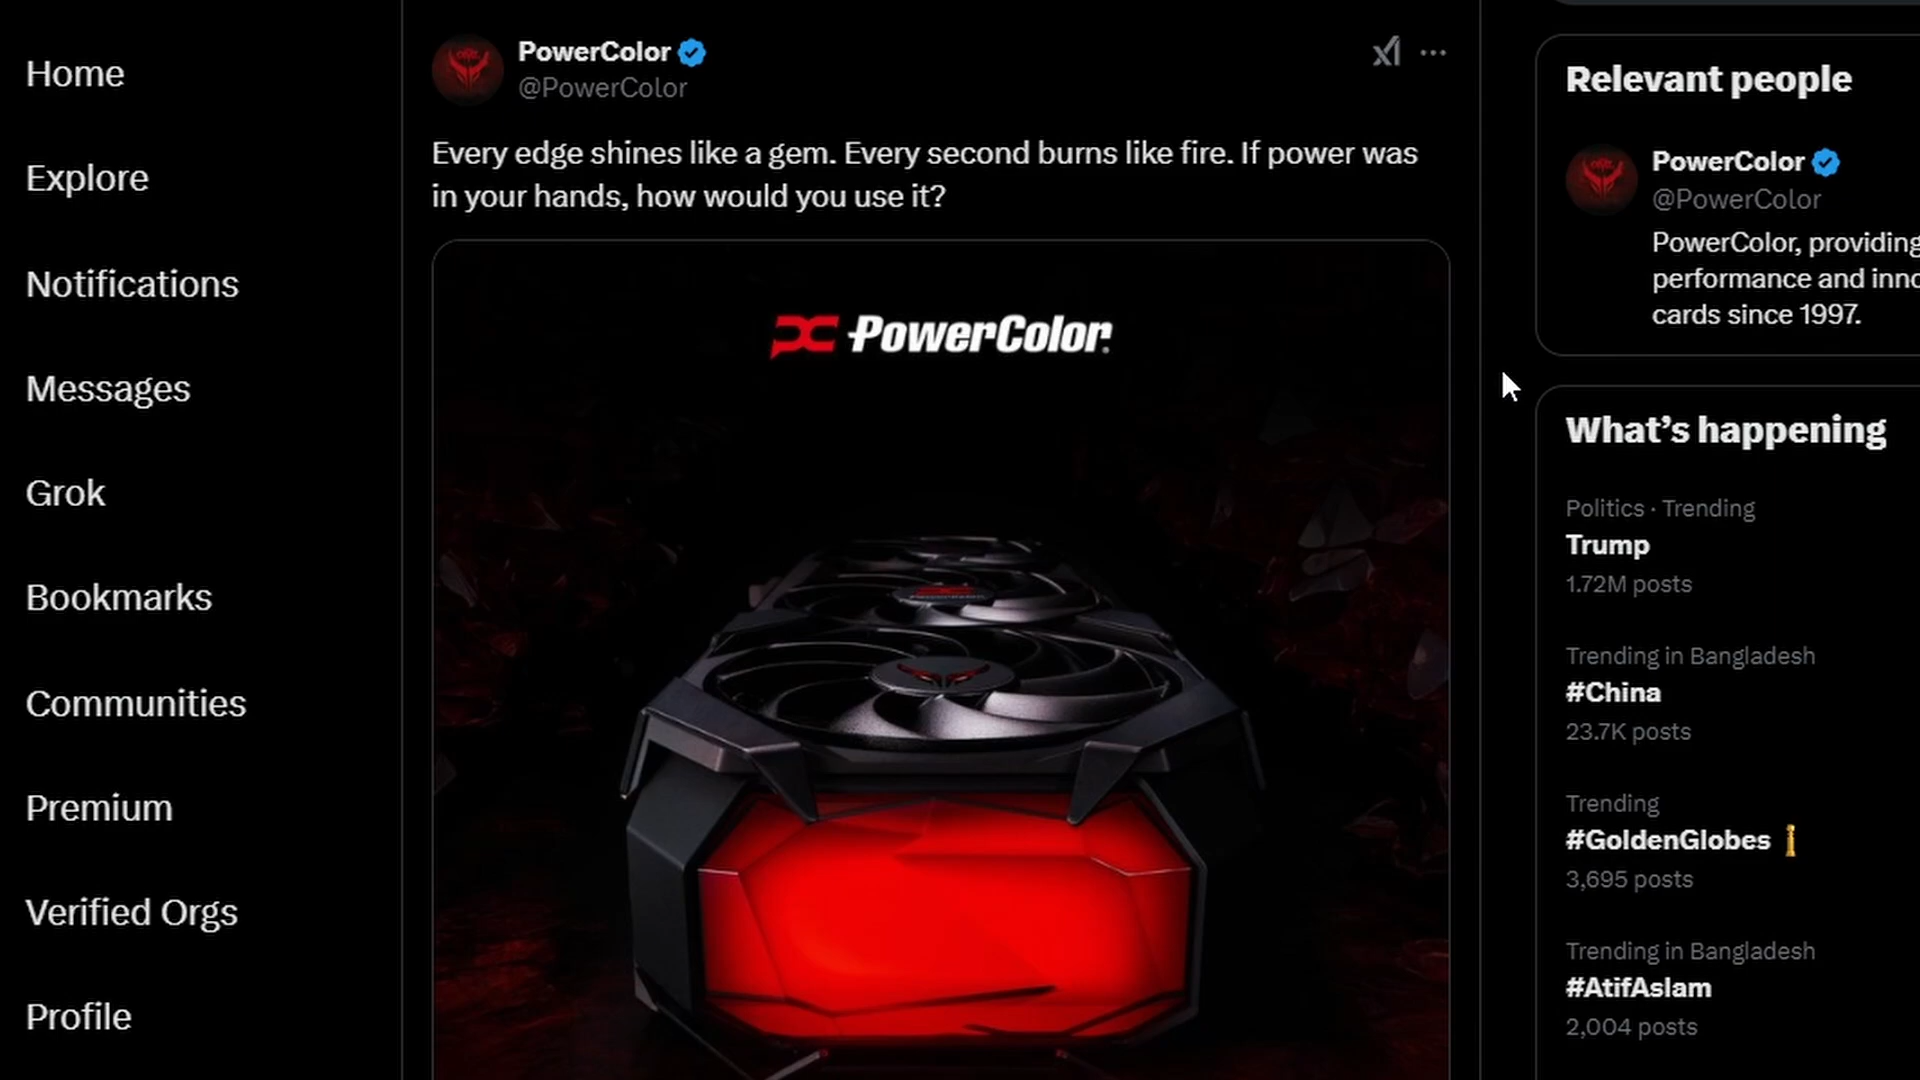 Home
Explore
Notifications
Messages
Grok
Bookmarks
Communities
Premium
Verified Orgs
Profile
PowerColor
@PowerColor
Every edge shines like a gem. Every second burns like fire. If power was
in your hands, how would you use it?
PowerColor
Relevant people
PowerColor
@PowerColor
PowerColor, providing
performance and inno
cards since 1997.
What’s happening
Politics · Trending
Trump
1.72M posts
Trending in Bangladesh
#China
23.7K posts
Trending
#GoldenGlobes
3,695 posts
Trending in Bangladesh
#AtifAslam
2,004 posts